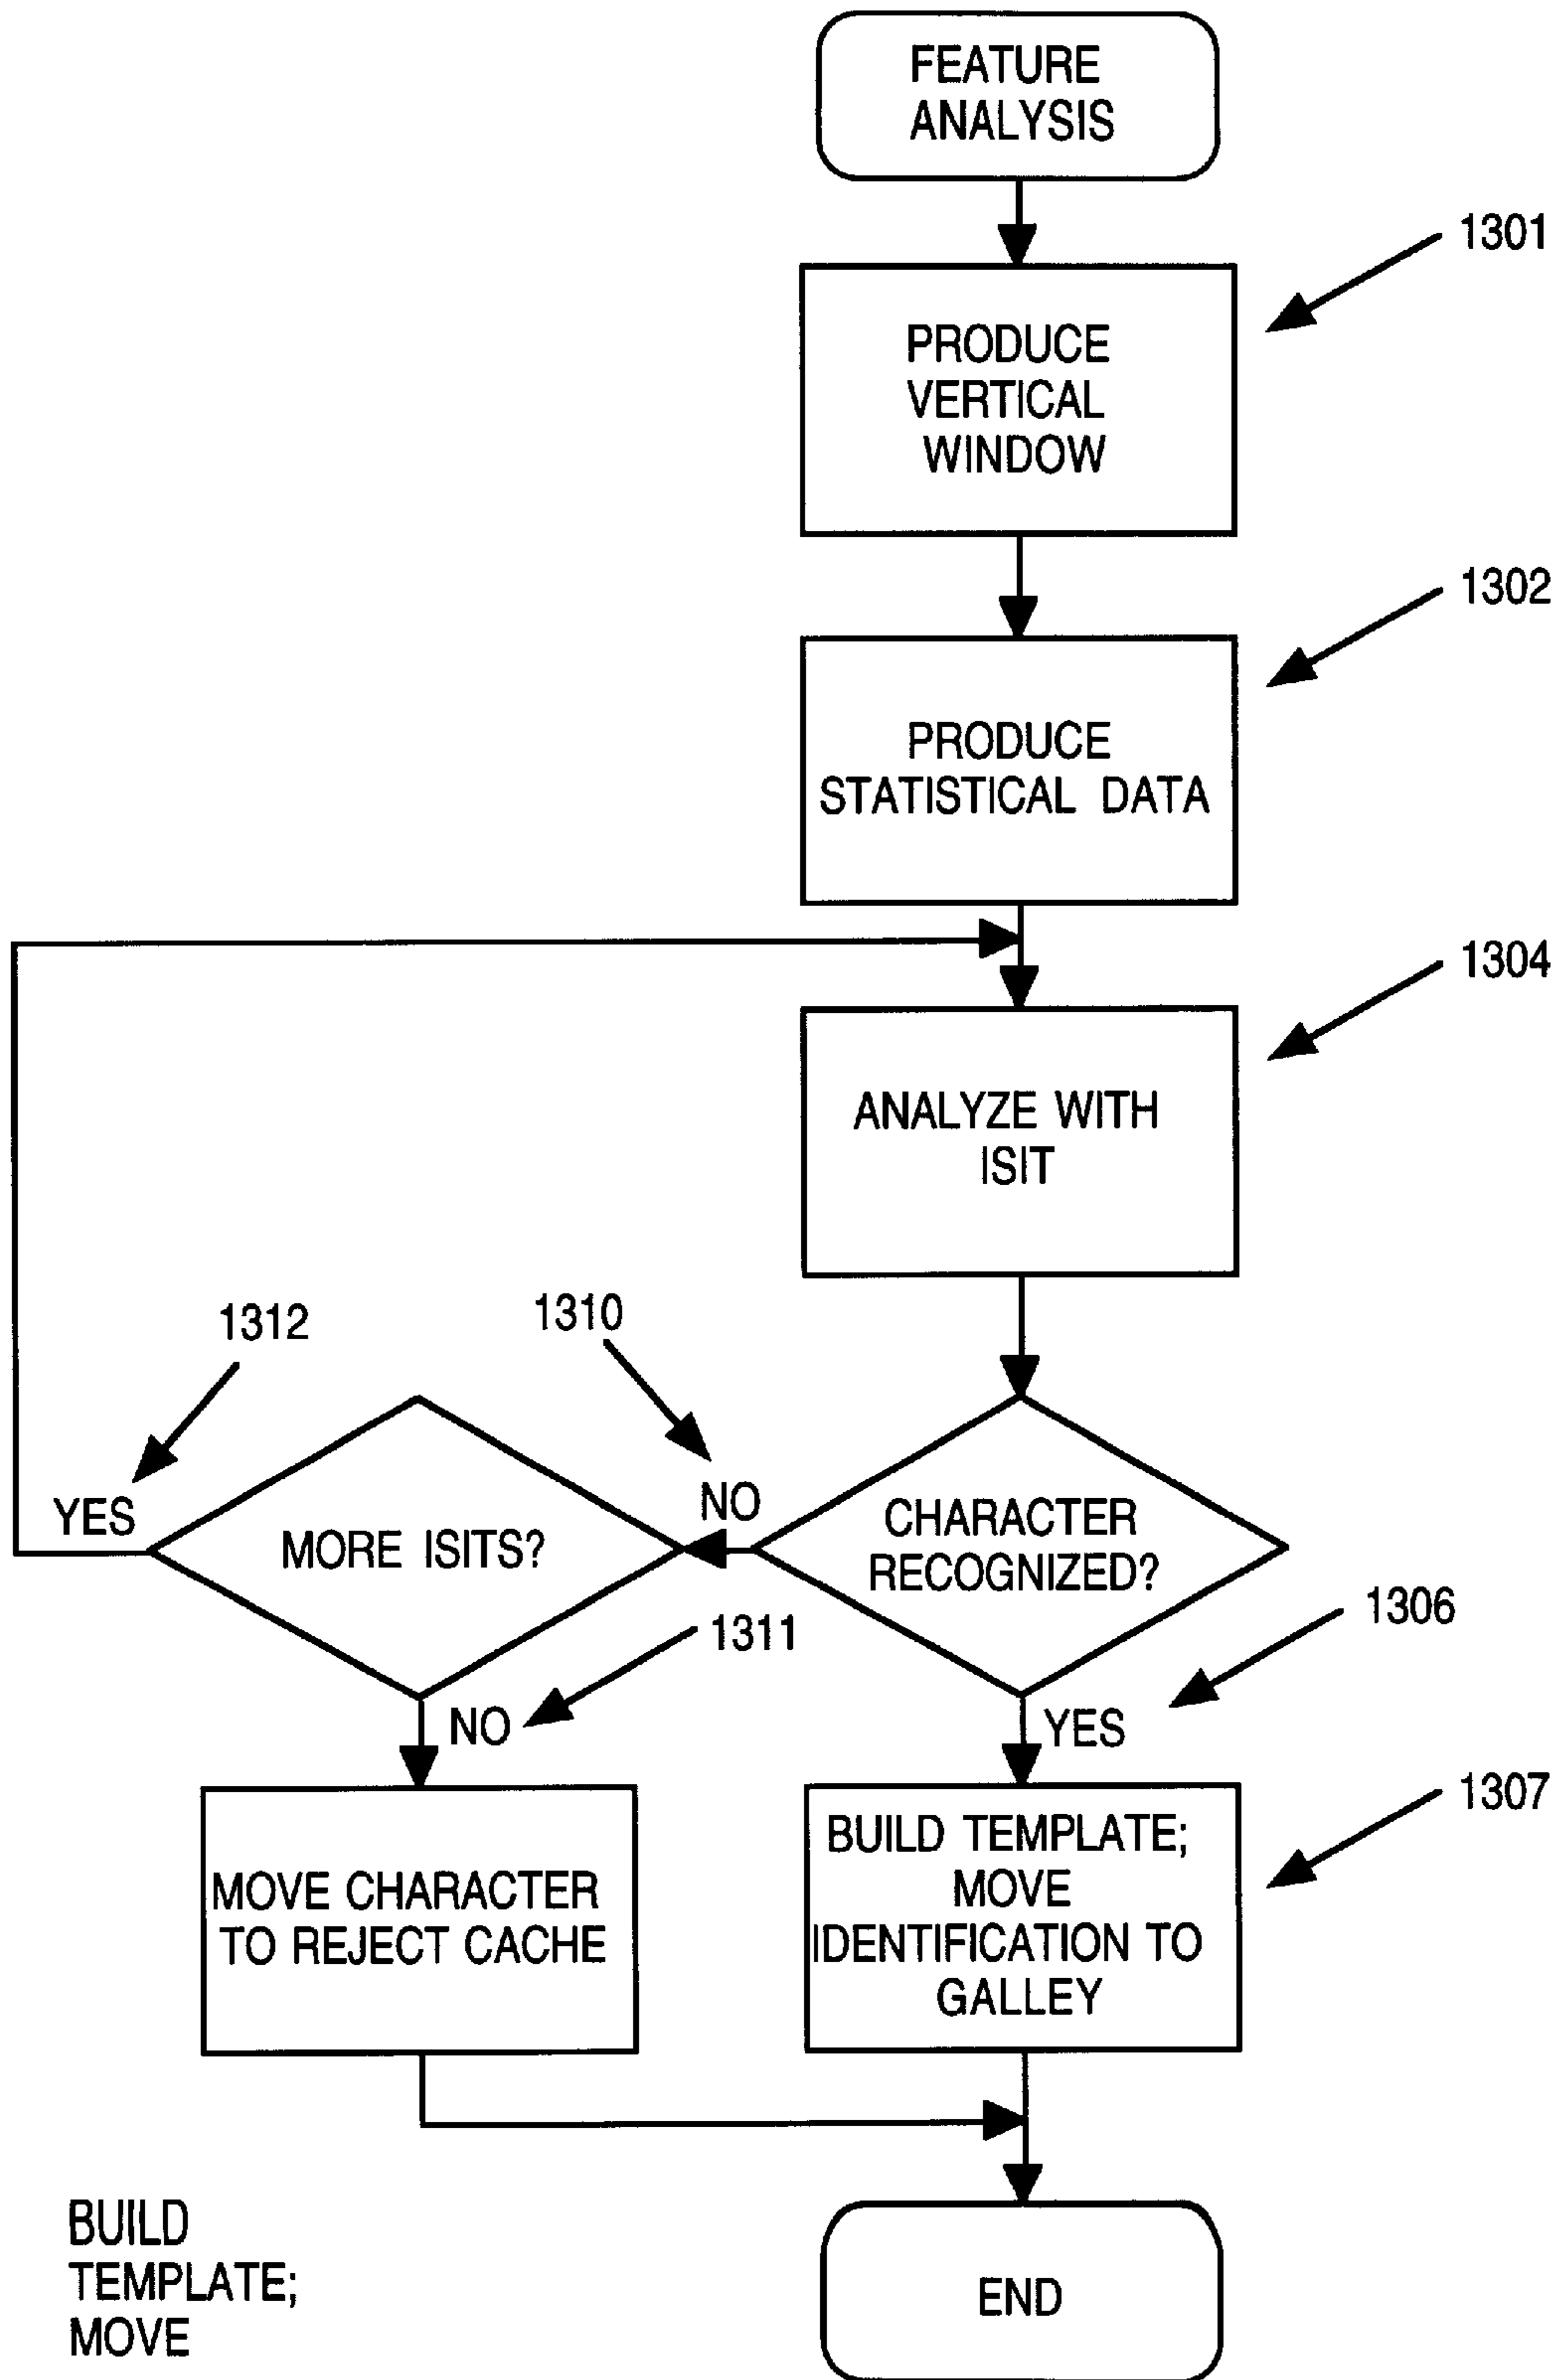 FEATURE
ANALYSIS
1301
PRODUCE
VERTICAL
WINDOW
1302
PRODUCE
STATISTICAL DATA
1304
ANALYZE WITH
ISIT
1312
1310
YES
MORE ISITS?
NO
CHARACTER
RECOGNIZED?
1306
1311
NO
YES
1307
MOVE CHARACTER
TO REJECT CACHE
BUILD TEMPLATE;
MOVE
IDENTIFICATION TO
GALLEY
BUILD
TEMPLATE;
MOVE
END